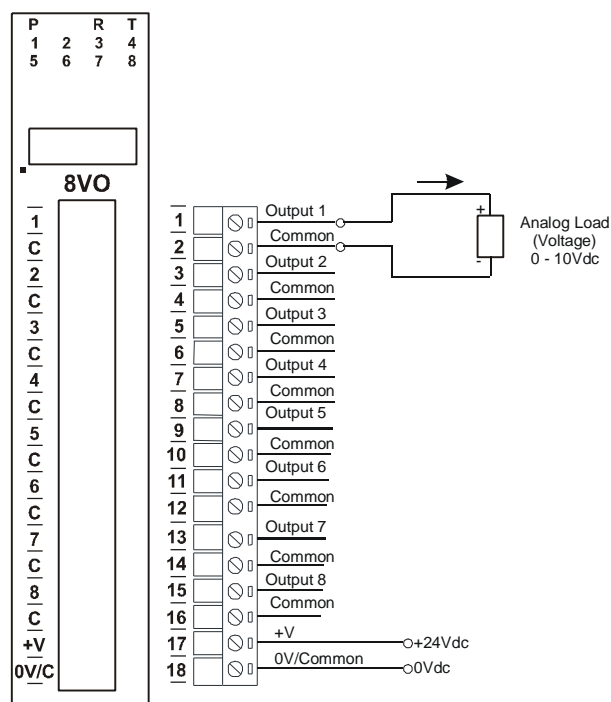 P R T
1 2 3 4
5 6 7 8
8VO
1
C
2
C
3
C
4
C
5
C
6
C
7
C
8
C
+V
0V/C
1 Output 1
2 Common
3 Output 2
4 Common
5 Output 3
6 Common
7 Output 4
8 Common
9 Output 5
10 Common
11 Output 6
12 Common
13 Output 7
14 Common
15 Output 8
16 Common
17 +V +24Vdc
18 0V/Common 0Vdc
+
-
Analog Load
(Voltage)
0 - 10Vdc